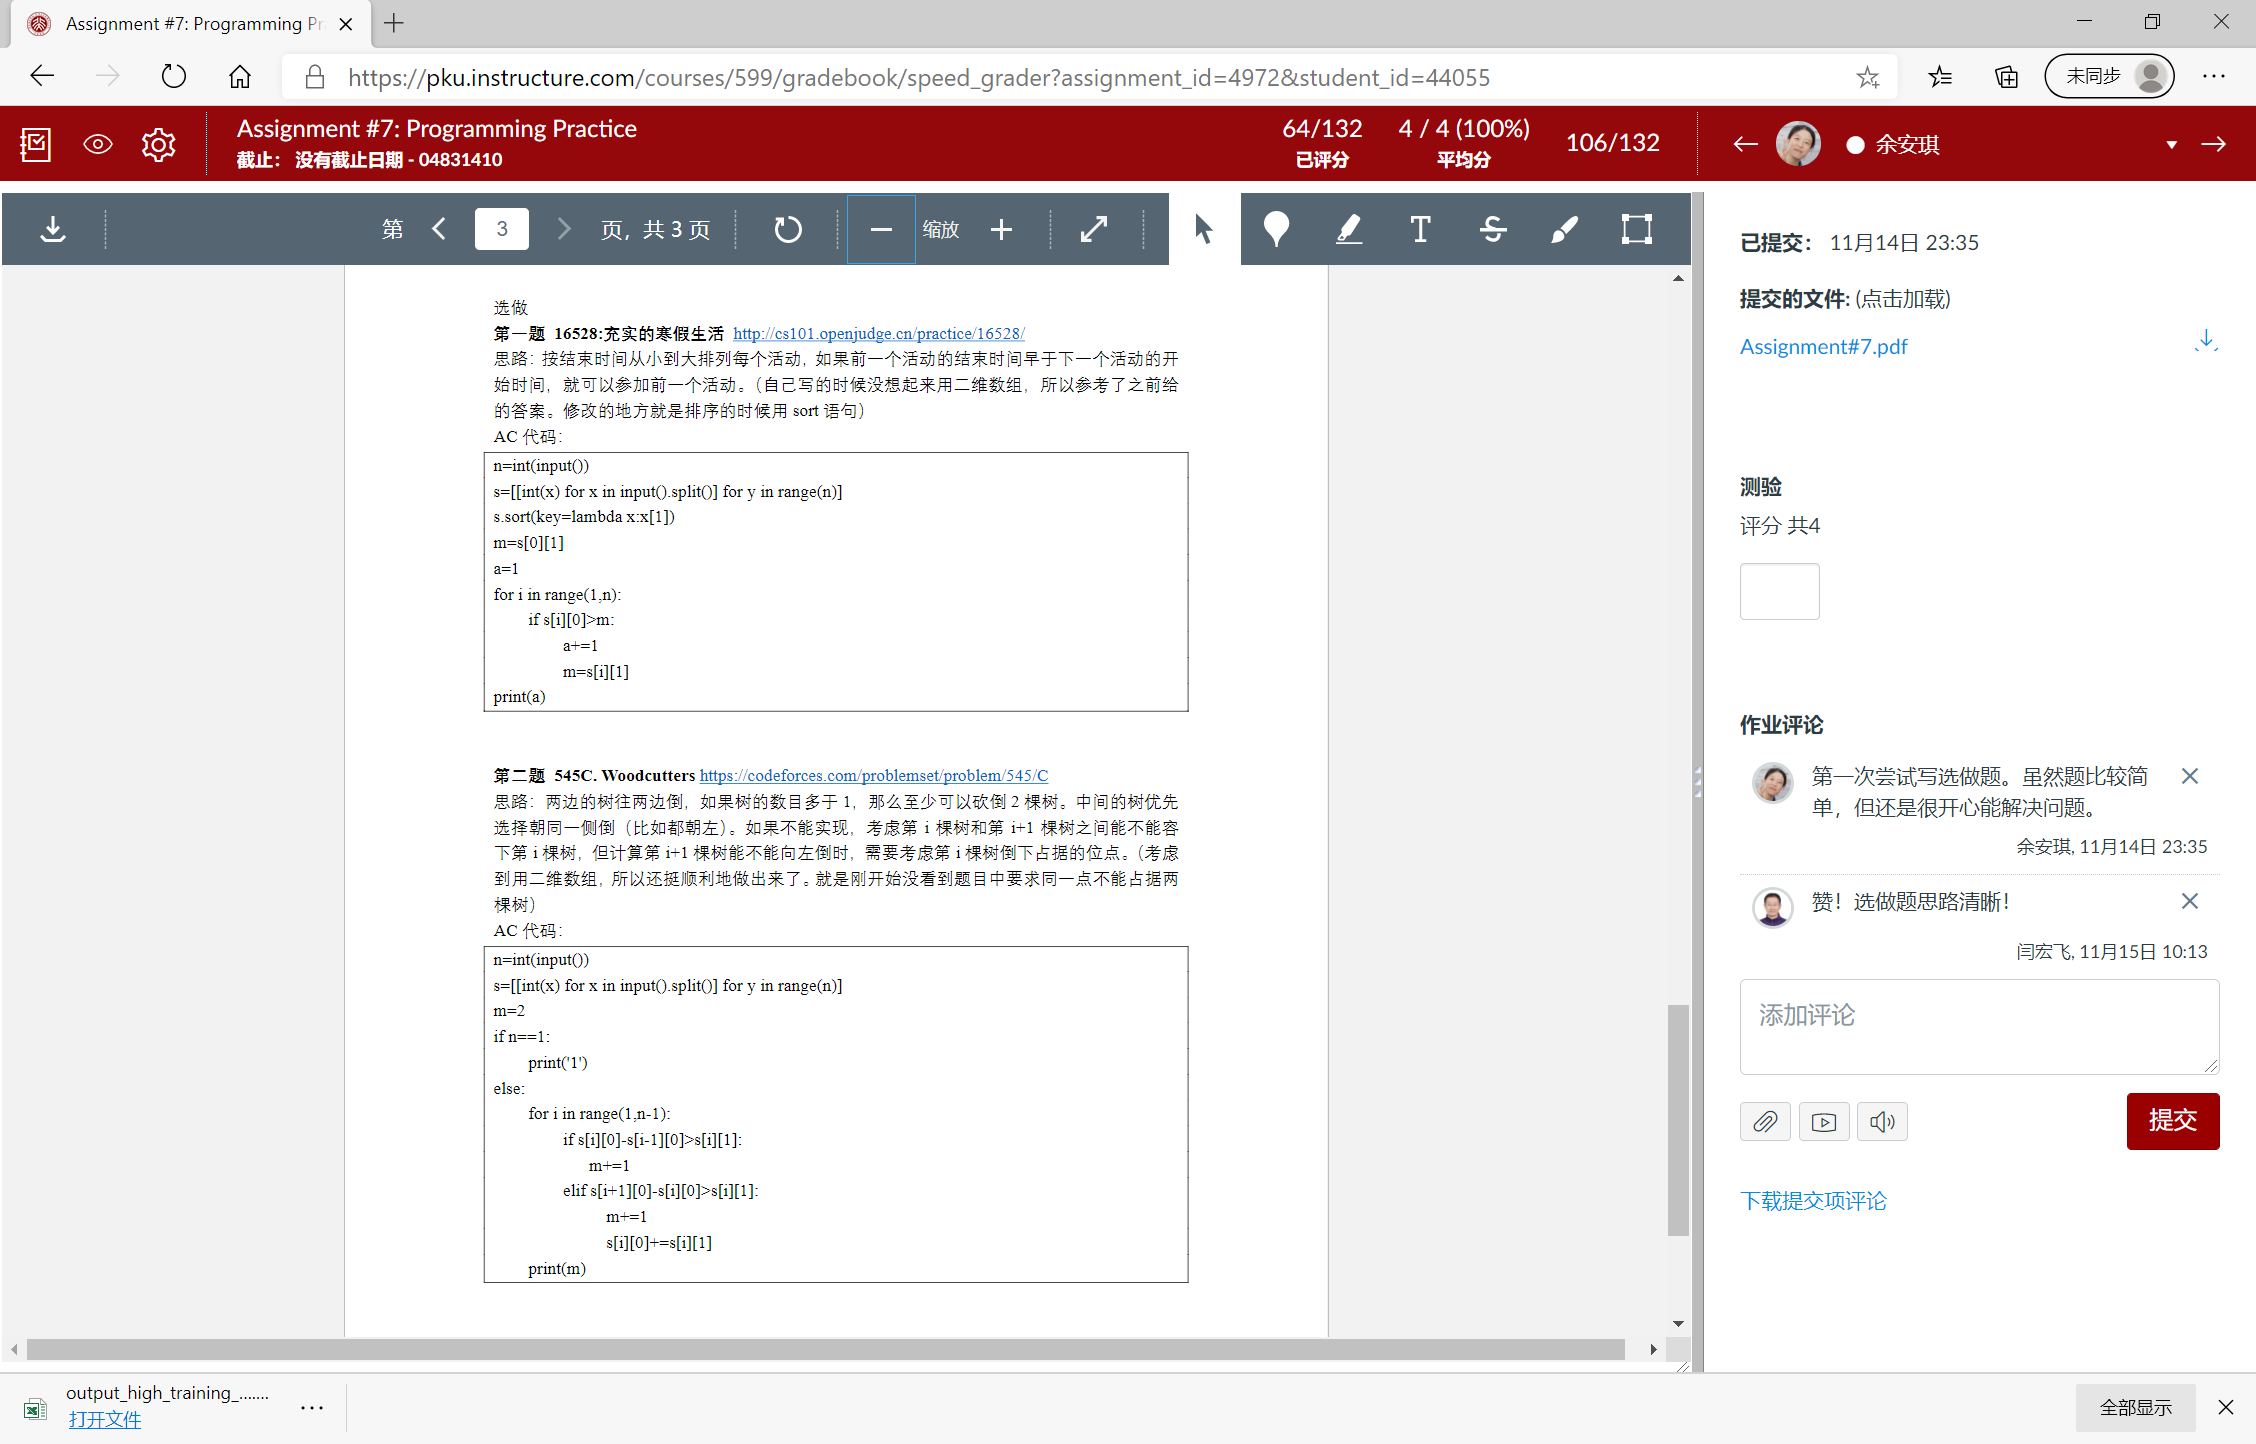 Assignment #7: Programming Pr
https://pku.instructure.com/courses/599/gradebook/speed_grader?assignment_id=4972&student_id=44055
未同步
Assignment #7: Programming Practice
截止： 没有截止日期 - 04831410
64/132
已评分
4 / 4 (100%)
平均分
106/132
余安琪
第 3 页，共 3 页
缩放
选做
第一题 16528:充实的寒假生活 http://cs101.openjudge.cn/practice/16528/
思路：按结束时间从小到大排列每个活动，如果前一个活动的结束时间早于下一个活动的开
始时间，就可以参加前一个活动。（自己写的时候没想起来用二维数组，所以参考了之前给
的答案。修改的地方就是排序的时候用 sort 语句）
AC 代码：
n=int(input())
s=[[int(x) for x in input().split()] for y in range(n)]
s.sort(key=lambda x:x[1])
m=s[0][1]
a=1
for i in range(1,n):
if s[i][0]>m:
a+=1
m=s[i][1]
print(a)
第二题 545C. Woodcutters https://codeforces.com/problemset/problem/545/C
思路：两边的树往两边倒，如果树的数目多于 1，那么至少可以砍倒 2 棵树。中间的树优先
选择朝同一侧倒（比如都朝左）。如果不能实现，考虑第 i 棵树和第 i+1 棵树之间能不能容
下第 i 棵树，但计算第 i+1 棵树能不能向左倒时，需要考虑第 i 棵树倒下占据的位点。（考虑
到用二维数组，所以还挺顺利地做出来了。就是刚开始没看到题目中要求同一点不能占据两
棵树）
AC 代码：
n=int(input())
s=[[int(x) for x in input().split()] for y in range(n)]
m=2
if n==1:
print('1')
else:
for i in range(1,n-1):
if s[i][0]-s[i-1][0]>s[i][1]:
m+=1
elif s[i+1][0]-s[i][0]>s[i][1]:
m+=1
s[i][0]+=s[i][1]
print(m)
已提交： 11月14日 23:35
提交的文件: (点击加载)
Assignment#7.pdf
测验
评分 共4
作业评论
第一次尝试写选做题。虽然题比较简
单，但还是很开心能解决问题。
余安琪, 11月14日 23:35
赞！选做题思路清晰！
闫宏飞, 11月15日 10:13
添加评论
提交
下载提交项评论
output_high_training_.......
打开文件
全部显示